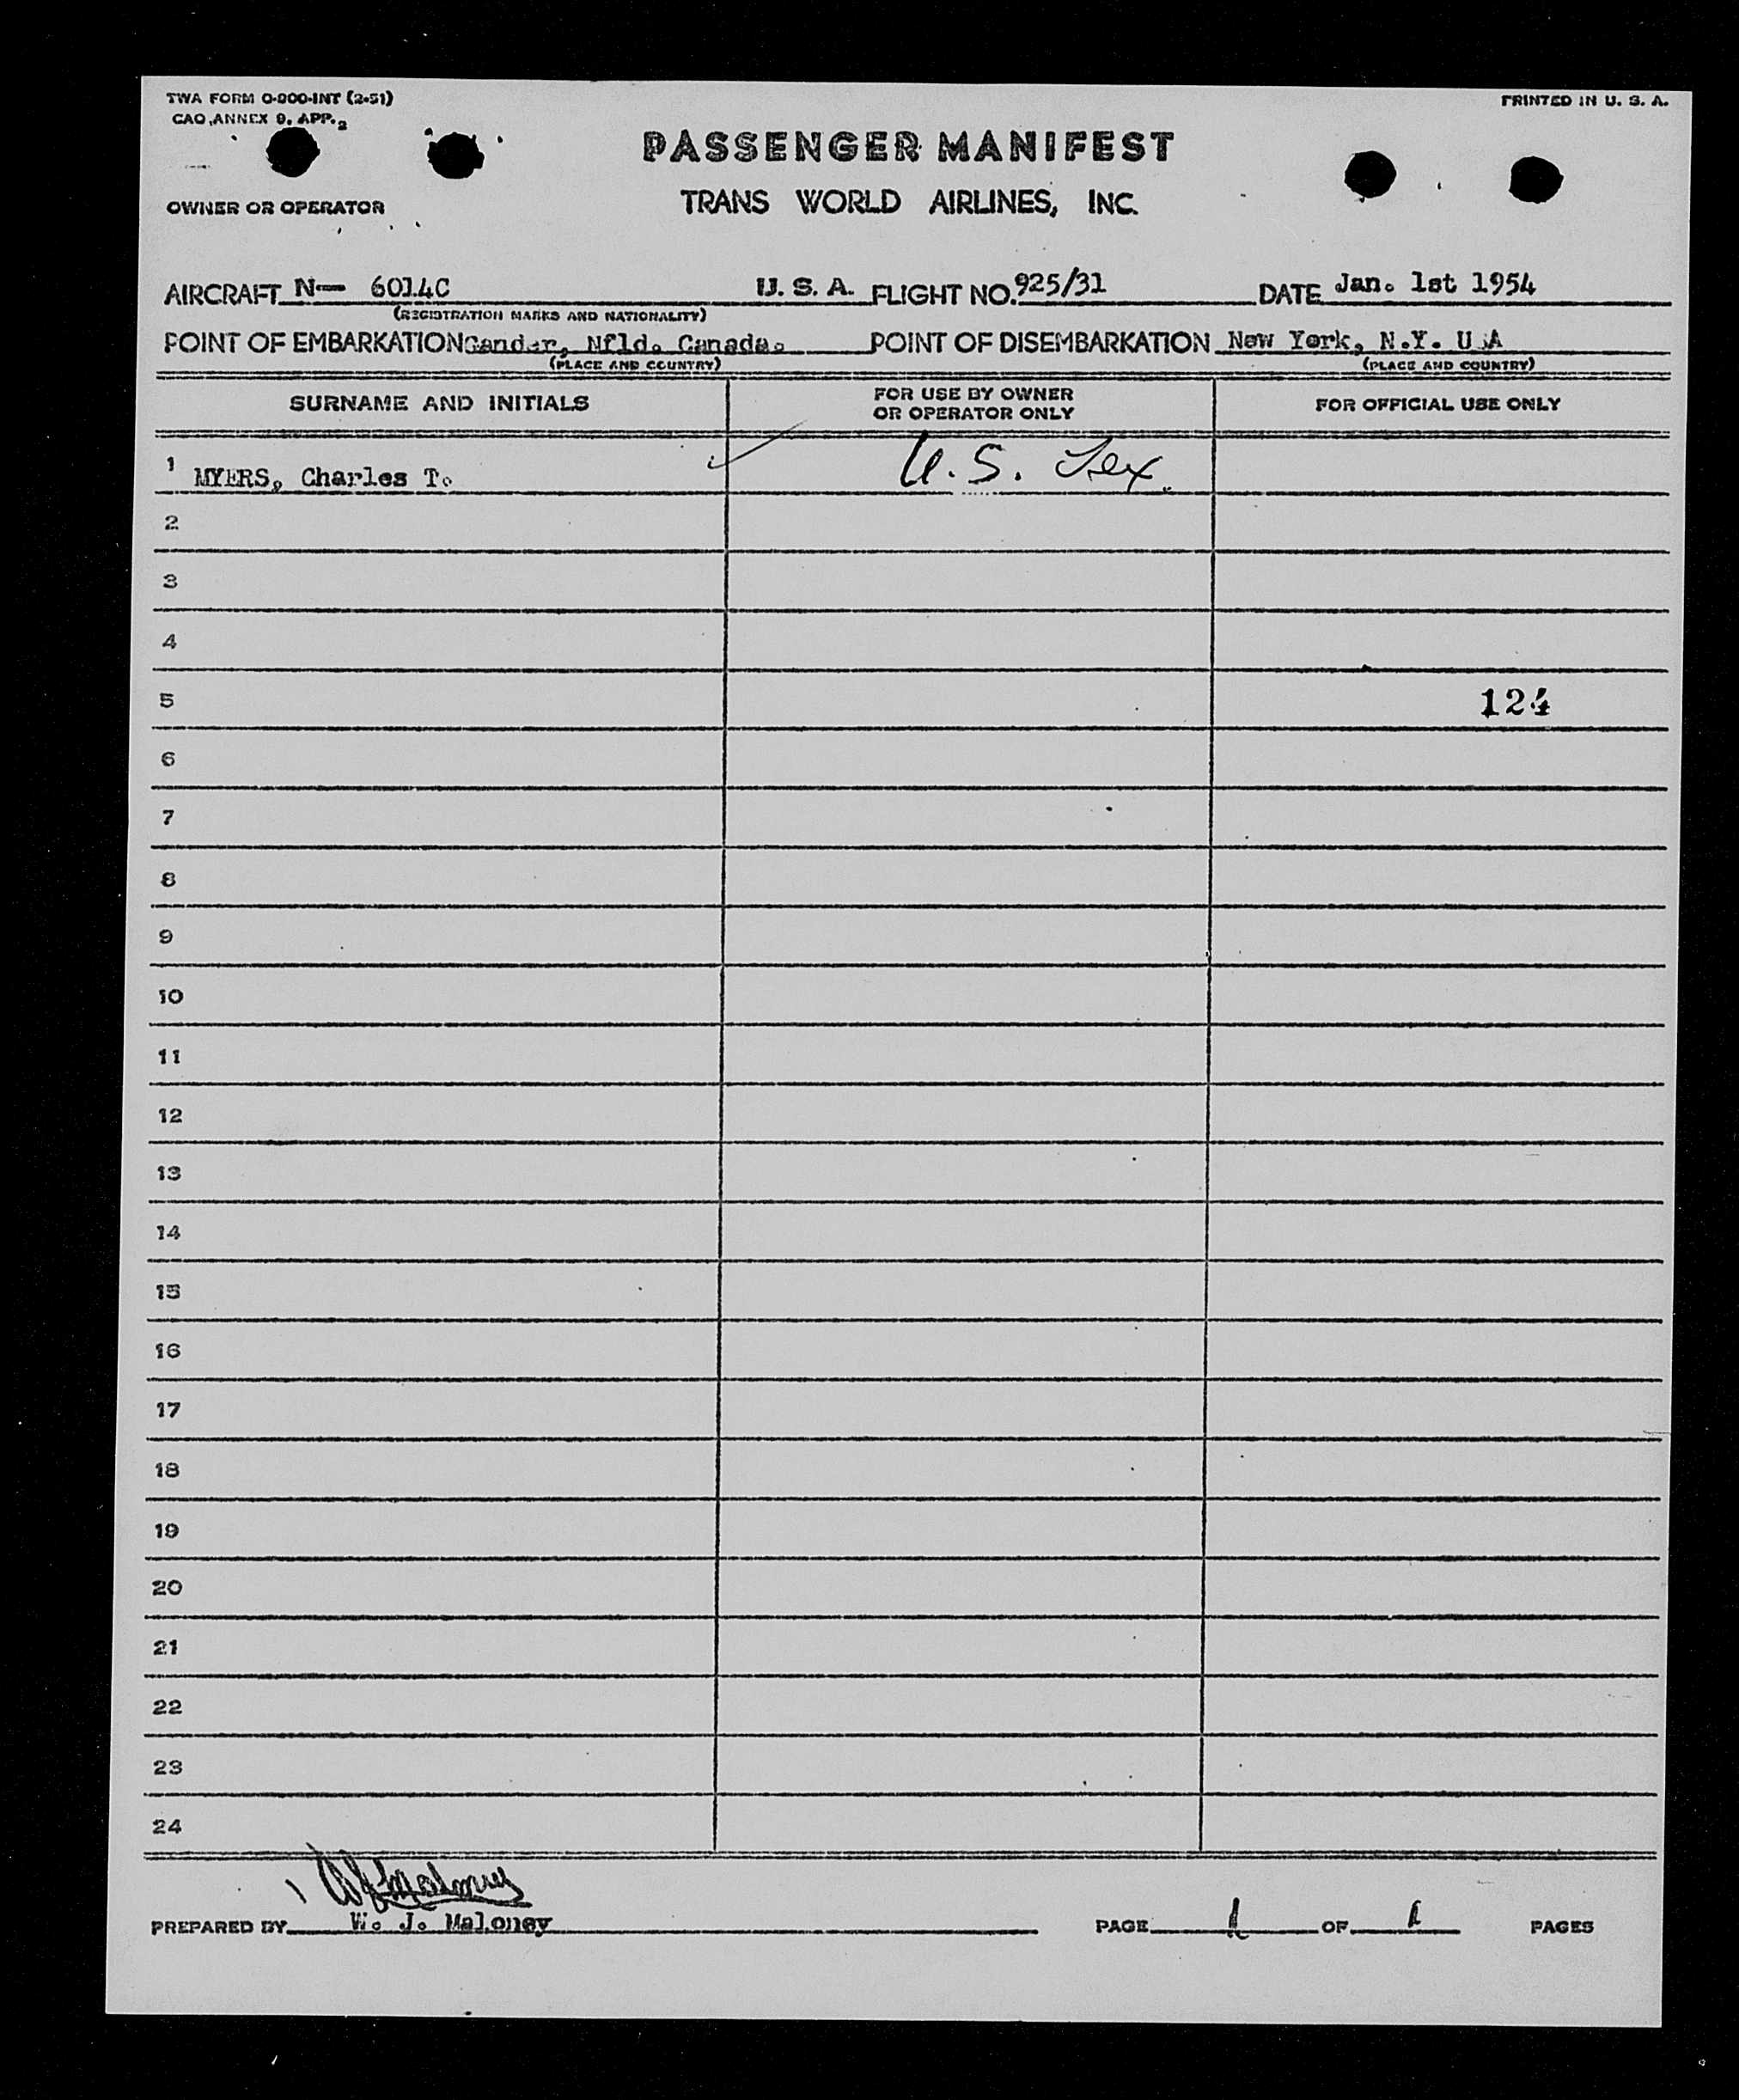 TWA FORM O-900-INT (2-51)
PRINTED IN U. S. A.
CAO, ANNEX 9, APP. 2
PASSENGER MANIFEST
OWNER OR OPERATOR
TRANS WORLD AIRLINES, INC.
AIRCRAFT N-- 6014C U. S. A. FLIGHT NO. 925/31 DATE Jan. 1st 1954
(REGISTRATION MARKS AND NATIONALITY)
POINT OF EMBARKATION Gander, Nfld. Canada. POINT OF DISEMBARKATION New York, N.Y. U A
(PLACE AND COUNTRY) (PLACE AND COUNTRY)
SURNAME AND INITIALS
FOR USE BY OWNER
OR OPERATOR ONLY
FOR OFFICIAL USE ONLY
1 MYERS, Charles T. U. S.
2
3
4
5 124
6
7
8
9
10
11
12
13
14
15
16
17
18
19
20
21
22
23
24
PREPARED BY W. J. Maloney PAGE 1 OF 1 PAGES